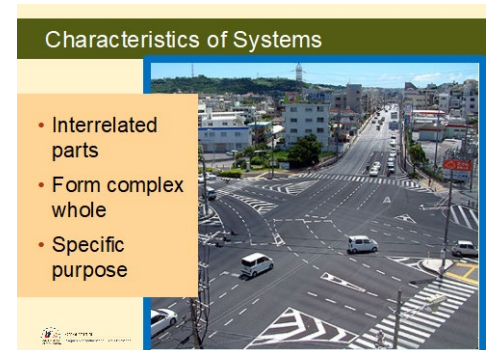 Characteristics of Systems
• Interrelated
parts
• Form complex
whole
• Specific
purpose